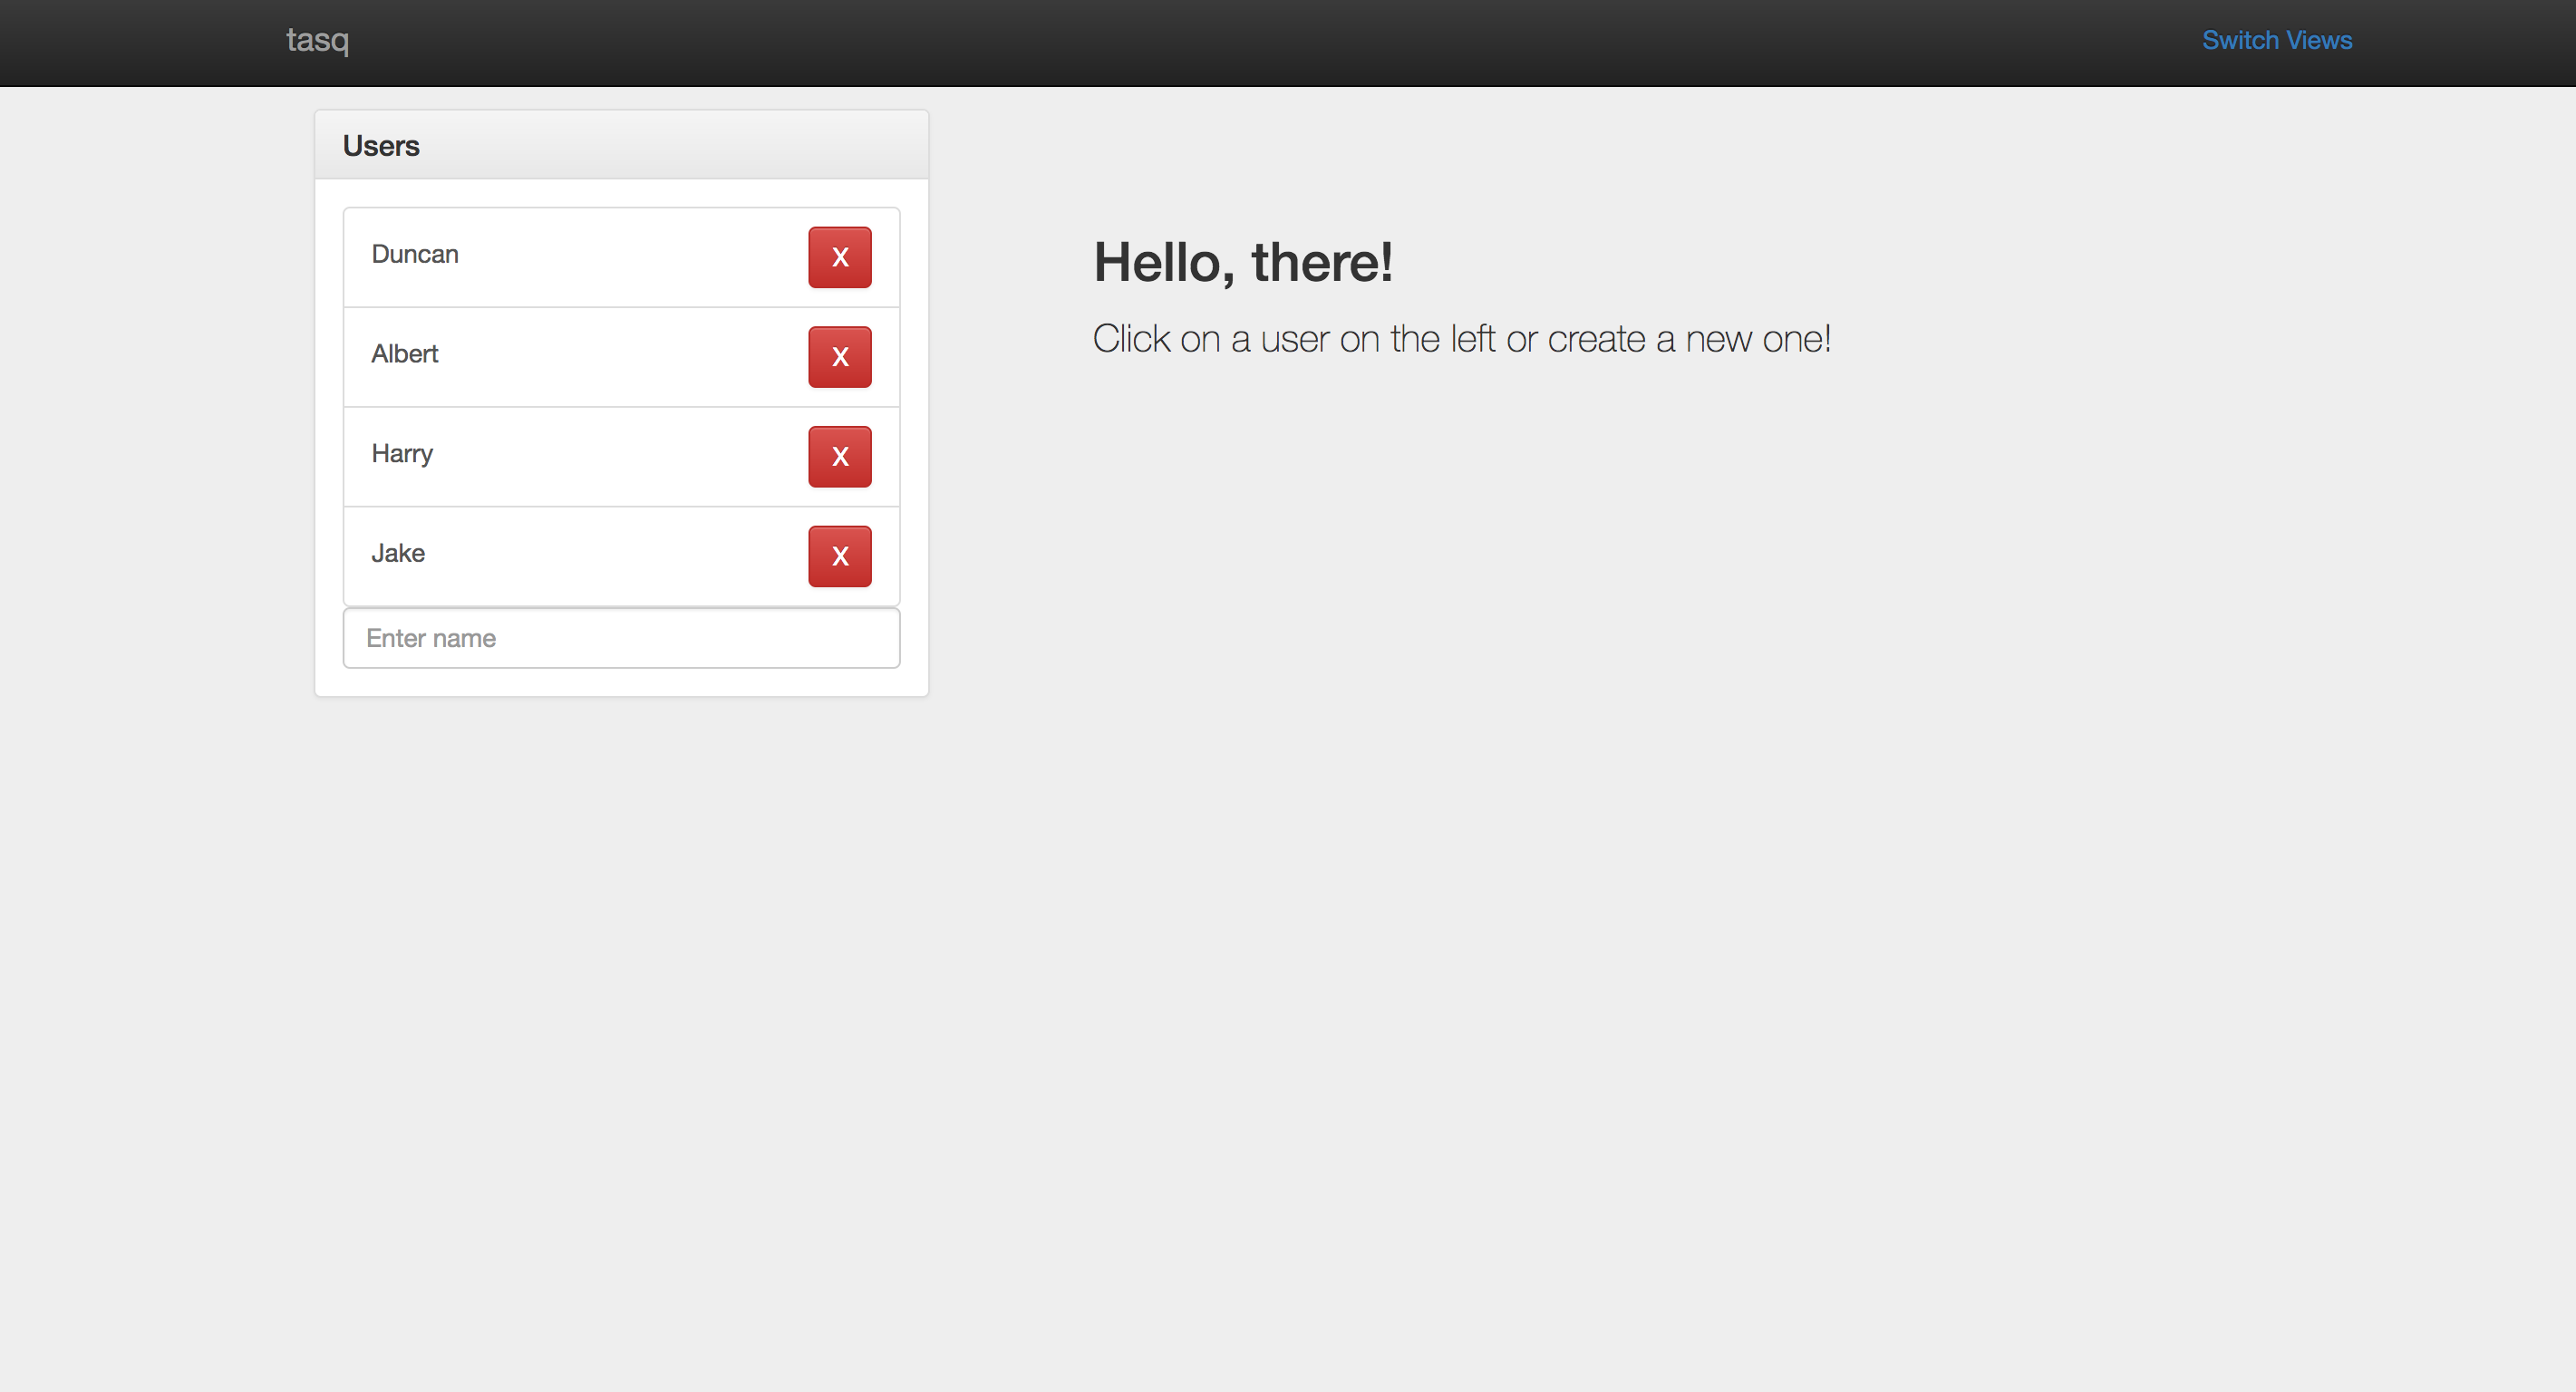 tasq
Switch Views
Users
Duncan
X
Albert
X
Harry
X
Jake
X
Enter name
Hello, there!
Click on a user on the left or create a new one!